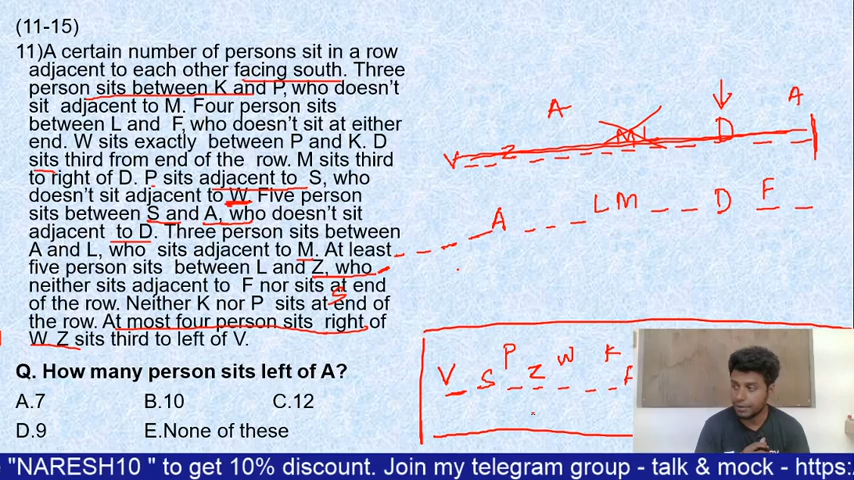 (11-15)
11)A certain number of persons sit in a row
adjacent to each other facing south. Three
person sits between K and P, who doesn't
sit adjacent to M. Four person sits
between L and F, who doesn't sit at either
end. W sits exactly between P and K. D
sits third from end of the row. M sits third
to right of D. P sits adjacent to S, who
doesn't sit adjacent to W. Five person
sits between S and A, who doesn't sit
adjacent to D. Three person sits between
A and L, who sits adjacent to M. At least
five person sits between L and Z, who
neither sits adjacent to F nor sits at end
of the row. Neither K nor P sits at end of
the row. At most four person sits right of
W. Z sits third to left of V.
Q. How many person sits left of A?
A.7 B.10 C.12
D.9 E.None of these
A A
V Z ML D
A L M D F
S
V S P Z W K
"NARESH10 " to get 10% discount. Join my telegram group - talk & mock - https: